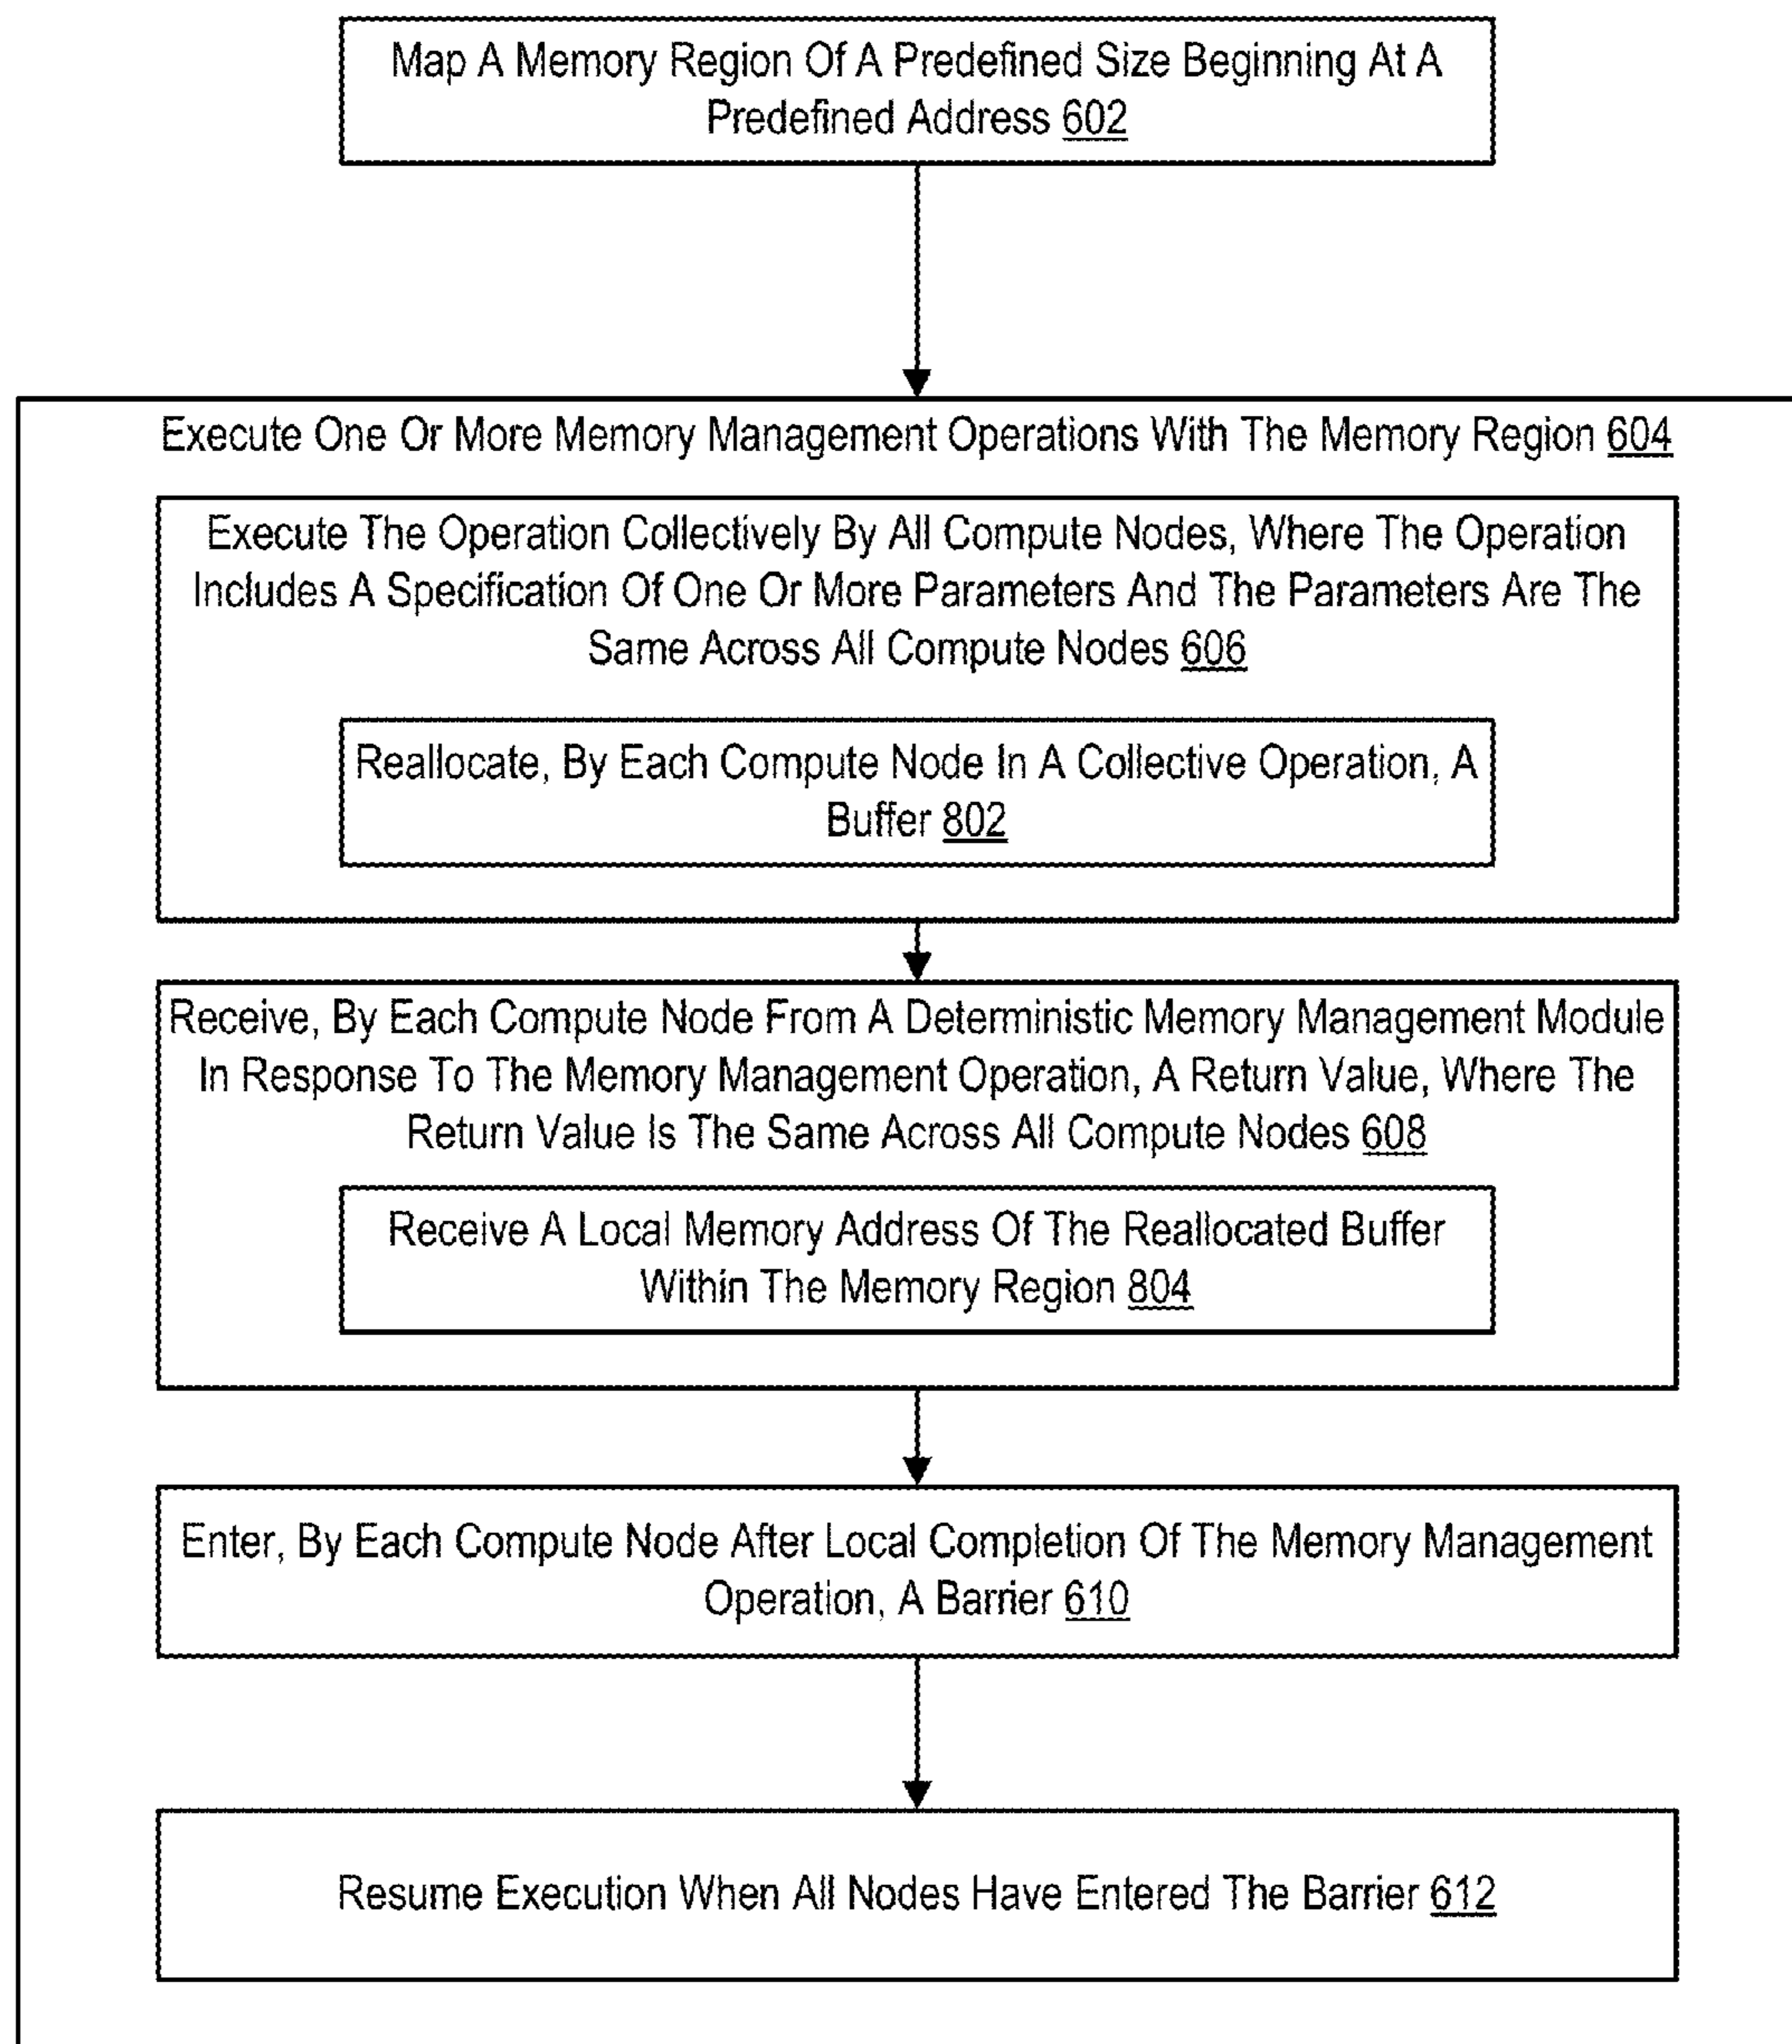 Map A Memory Region Of A Predefined Size Beginning At A
Predefined Address 602
Execute One Or More Memory Management Operations With The Memory Region 604
Execute The Operation Collectively By All Compute Nodes, Where The Operation
Includes A Specification Of One Or More Parameters And The Parameters Are The
Same Across All Compute Nodes 606
Reallocate, By Each Compute Node In A Collective Operation, A
Buffer 802
Receive, By Each Compute Node From A Deterministic Memory Management Module
In Response To The Memory Management Operation, A Return Value, Where The
Return Value Is The Same Across All Compute Nodes 608
Receive A Local Memory Address Of The Reallocated Buffer
Within The Memory Region 804
Enter, By Each Compute Node After Local Completion Of The Memory Management
Operation, A Barrier 610
Resume Execution When All Nodes Have Entered The Barrier 612